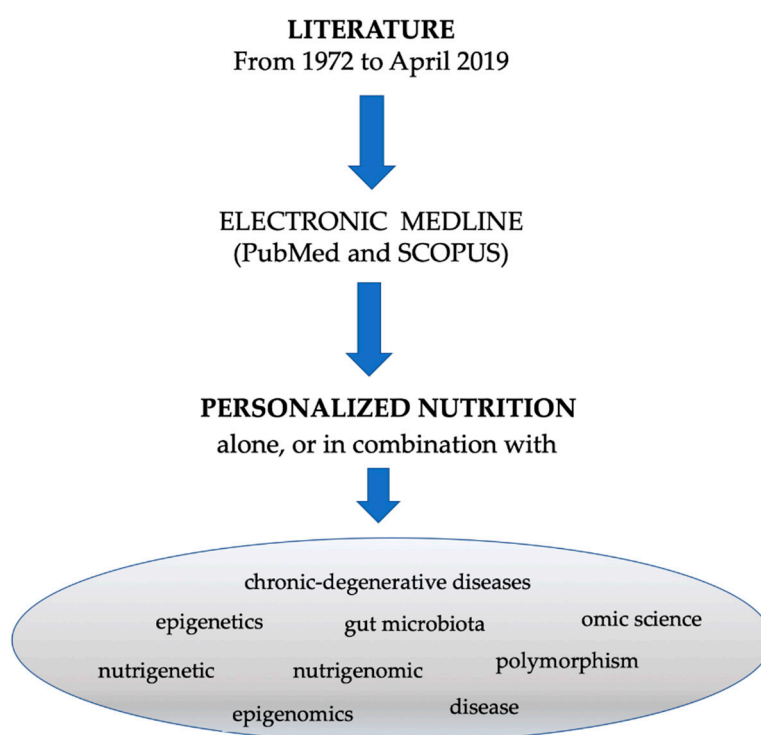 LITERATURE
From 1972 to April 2019
ELECTRONIC MEDLINE
(PubMed and SCOPUS)
PERSONALIZED NUTRITION
alone, or in combination with
chronic-degenerative diseases
epigenetics gut microbiota omic science
nutrigenetic nutrigenomic polymorphism
epigenomics disease